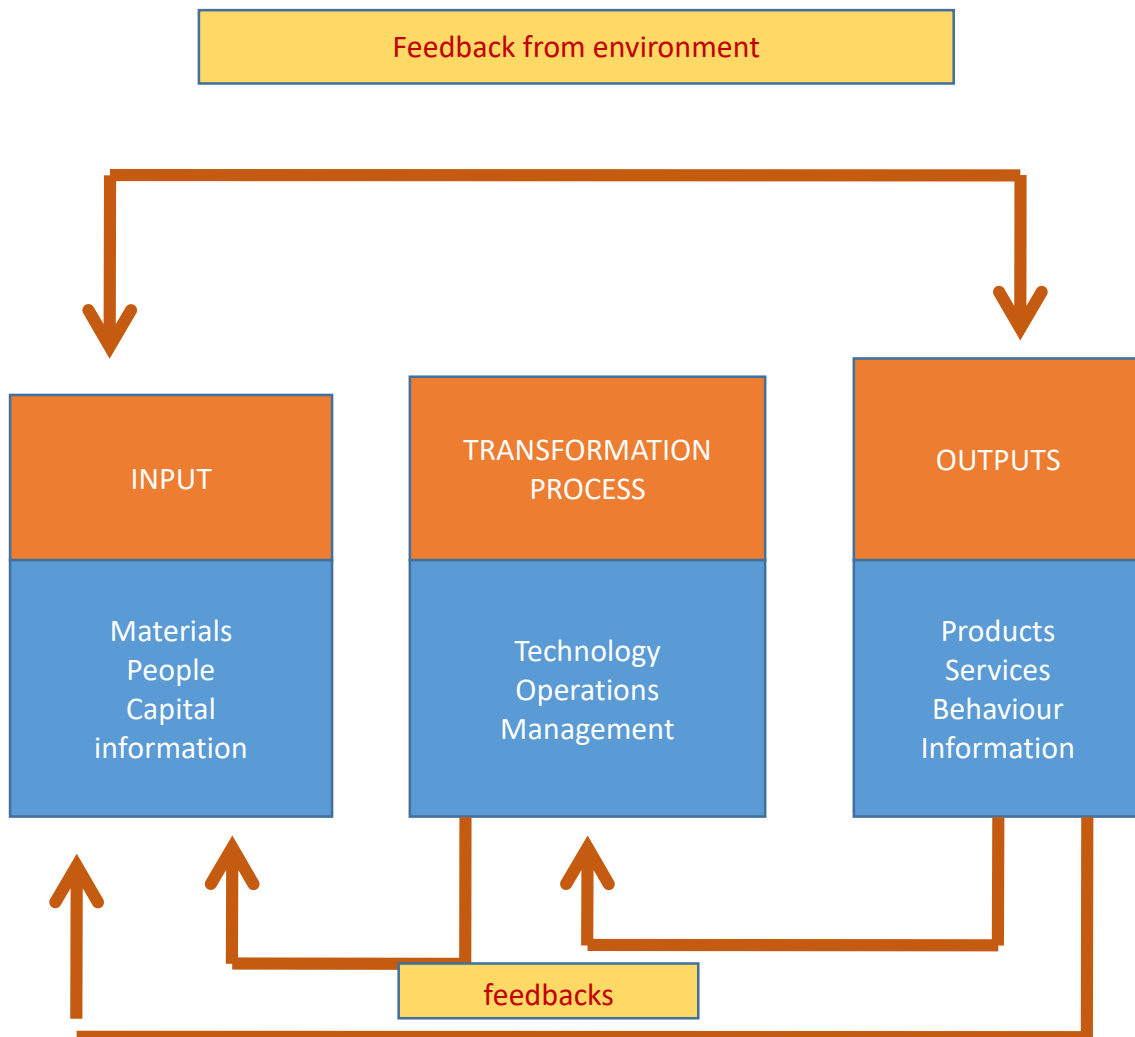 Feedback from environment
INPUT
Materials
People
Capital
information
TRANSFORMATION
PROCESS
Technology
Operations
Management
OUTPUTS
Products
Services
Behaviour
Information
feedbacks